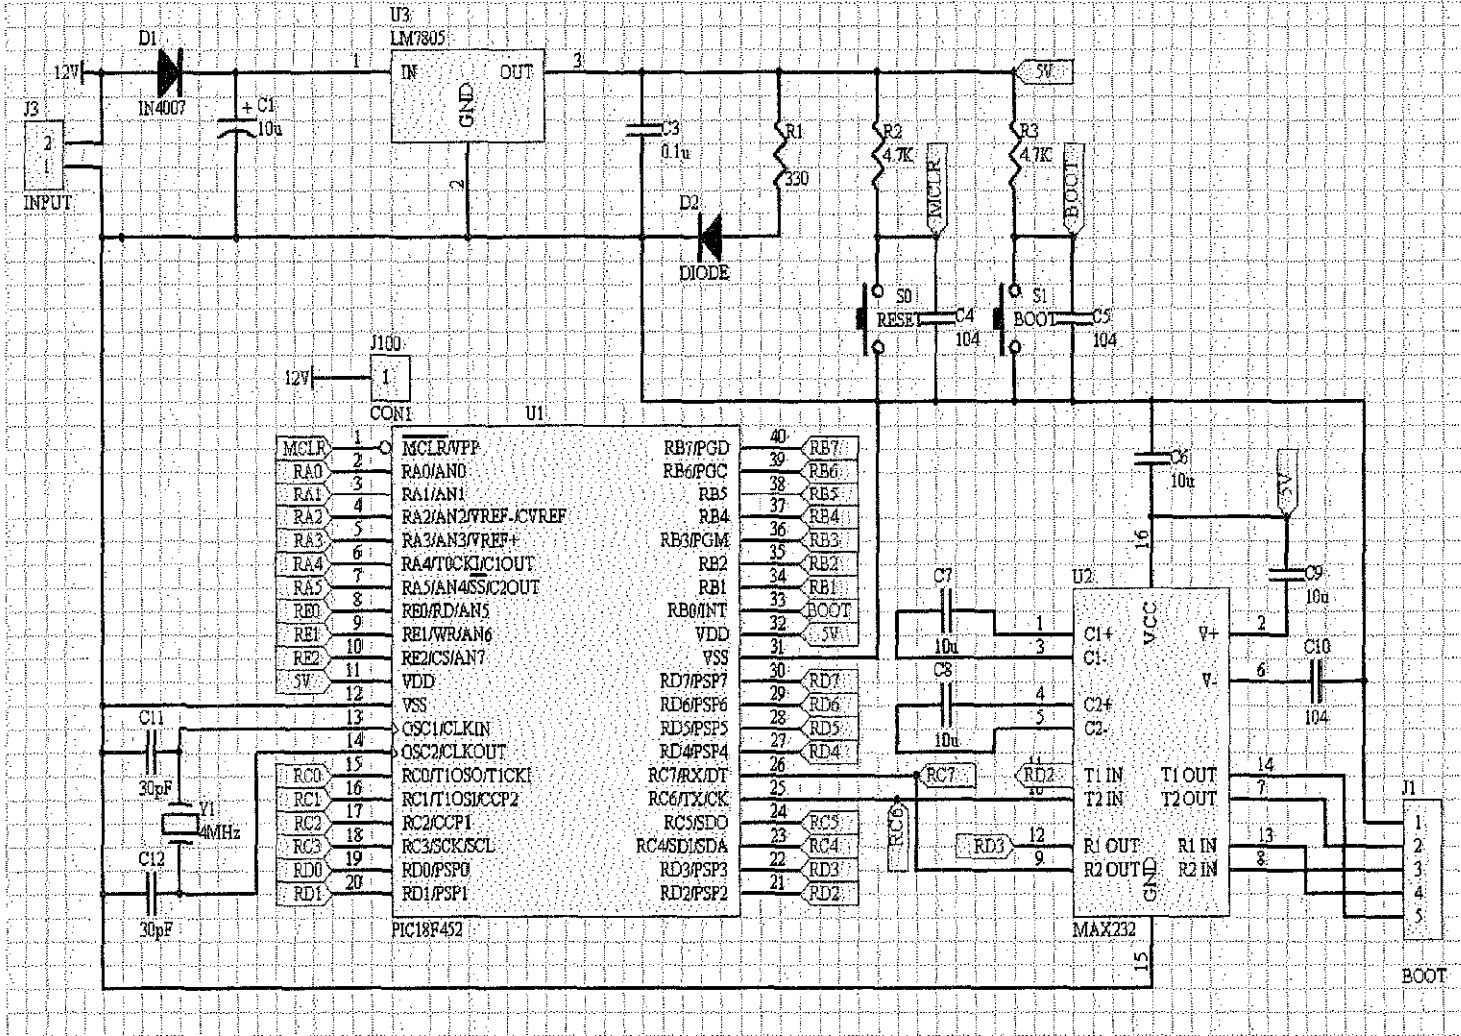 U3
LM7805
D1
12V
IN4007
1
IN
OUT
GND
3
2
5V
J3
2
1
INPUT
+ C1
10u
C3
0.1u
R1
330
R2
4.7K
R3
4.7K
MCLR
BOOT
D2
DIODE
S0
RESET
C4
104
S1
BOOT
C5
104
J100
12V
1
CON1
U1
MCLR 1 MCLR/VPP RB7/PGD 40 RB7
RA0 2 RA0/AN0 RB6/PGC 39 RB6
RA1 3 RA1/AN1 RB5 38 RB5
RA2 4 RA2/AN2/VREF-/CVREF RB4 37 RB4
RA3 5 RA3/AN3/VREF+ RB3/PGM 36 RB3
RA4 6 RA4/T0CKI/C1OUT RB2 35 RB2
RA5 7 RA5/AN4/SS/C2OUT RB1 34 RB1
RE0 8 RE0/RD/AN5 RB0/INT 33 BOOT
RE1 9 RE1/WR/AN6 VDD 32 5V
RE2 10 RE2/CS/AN7 VSS 31
5V 11 VDD RD7/PSP7 30 RD7
12 VSS RD6/PSP6 29 RD6
13 OSC1/CLKIN RD5/PSP5 28 RD5
14 OSC2/CLKOUT RD4/PSP4 27 RD4
RC0 15 RC0/T1OSO/T1CKI RC7/RX/DT 26 RC7
RC1 16 RC1/T1OSI/CCP2 RC6/TX/CK 25 RC6
RC2 17 RC2/CCP1 RC5/SDO 24 RC5
RC3 18 RC3/SCK/SCL RC4/SDI/SDA 23 RC4
RD0 19 RD0/PSP0 RD3/PSP3 22 RD3
RD1 20 RD1/PSP1 RD2/PSP2 21 RD2
PIC18F452
C11
30pF
Y1
4MHz
C12
30pF
C6
10u
5V
16
C9
10u
U2
C7
10u
C8
10u
1 C1+ VCC V+ 2
3 C1-
C10
104
V- 6
4 C2+
5 C2-
RD2 11 T1 IN T1 OUT 14
10 T2 IN T2 OUT 7
RD3 12 R1 OUT R1 IN 13
9 R2 OUT GND R2 IN 8
MAX232
15
J1
1
2
3
4
5
BOOT